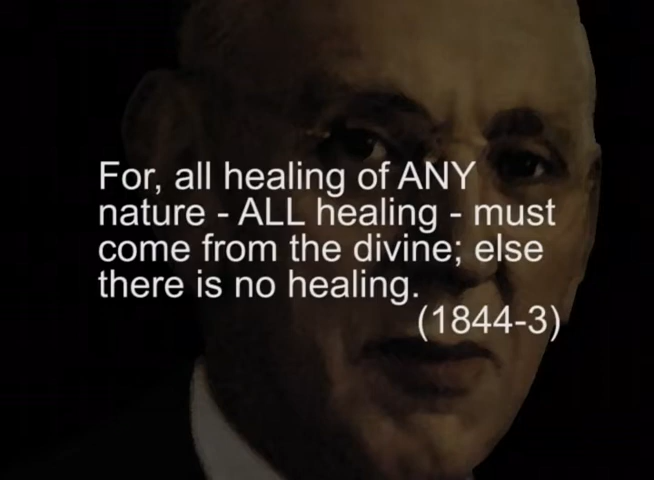 For, all healing of ANY
nature - ALL healing - must
come from the divine; else
there is no healing.
(1844-3)